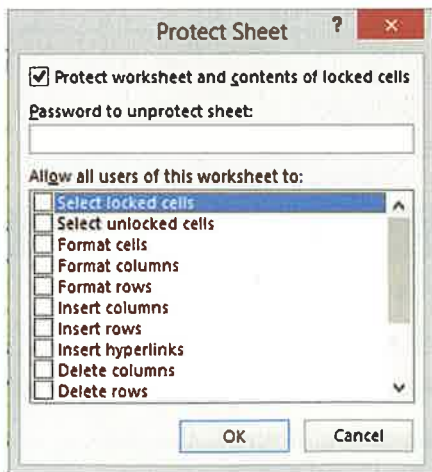 Protect Sheet ? ×
Protect worksheet and contents of locked cells
Password to unprotect sheet:
Allow all users of this worksheet to:
Select locked cells
Select unlocked cells
Format cells
Format columns
Format rows
Insert columns
Insert rows
Insert hyperlinks
Delete columns
Delete rows
OK Cancel